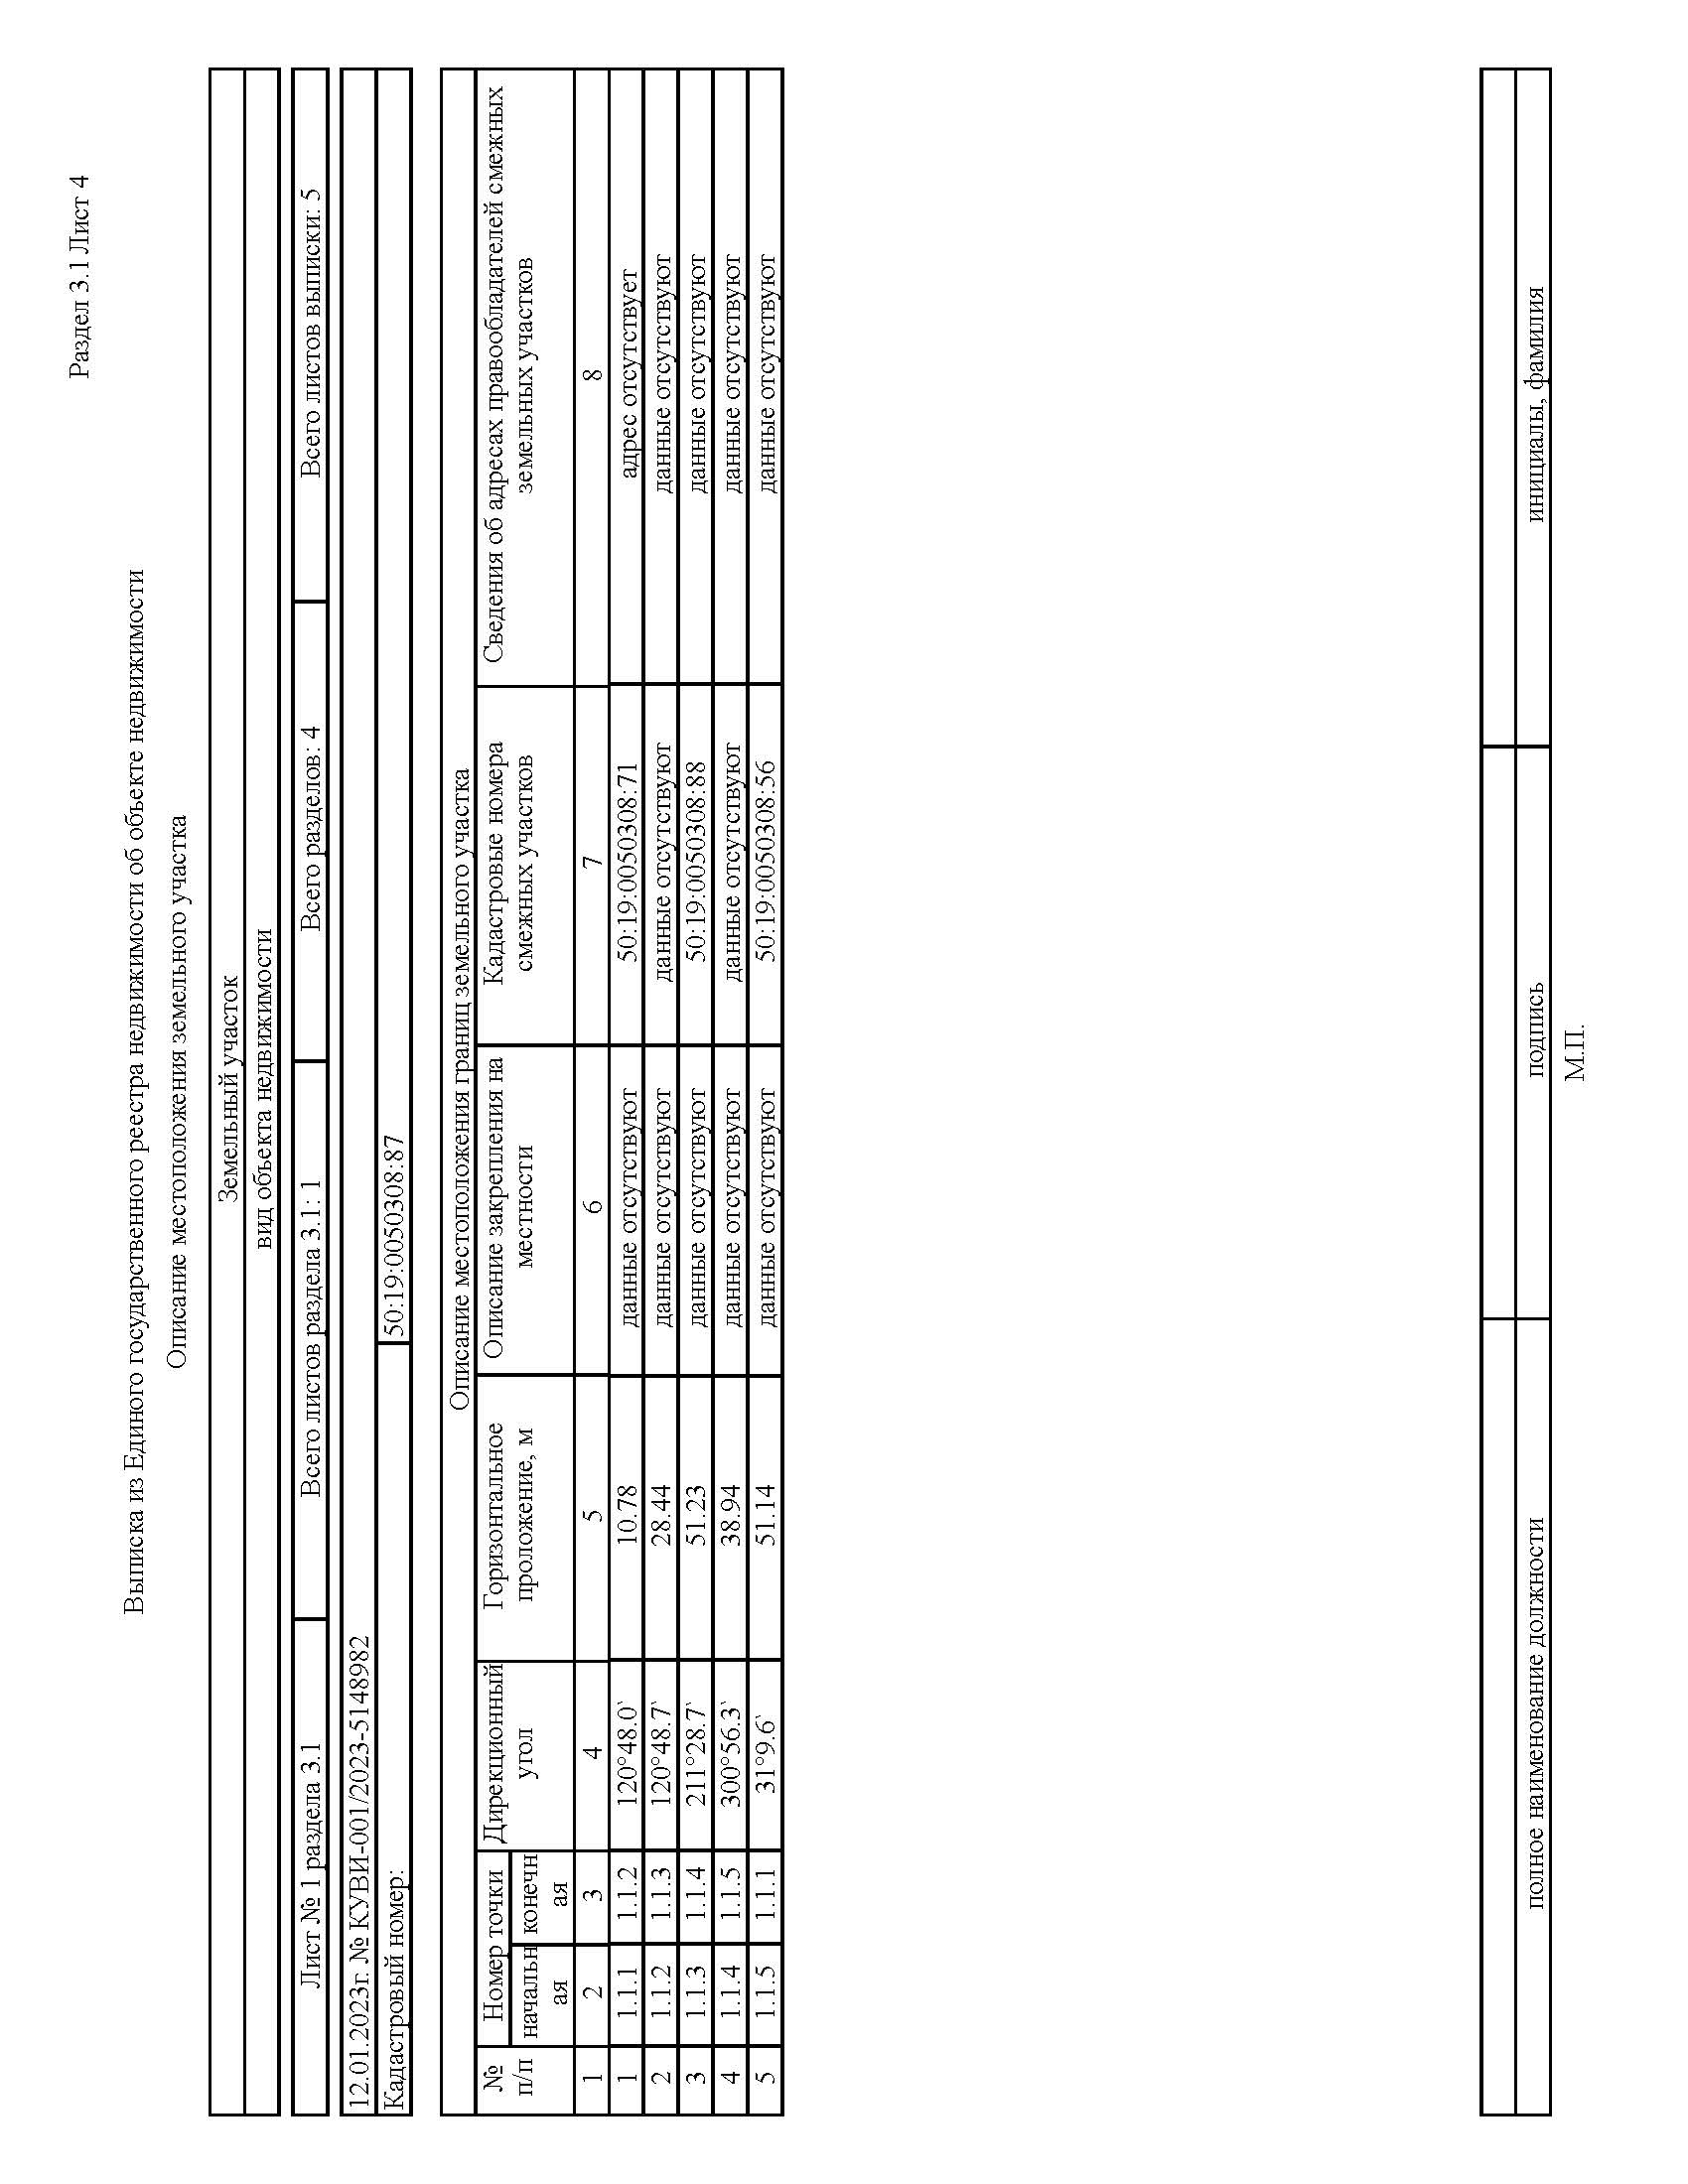 Раздел 3.1 Лист 4
Выписка из Единого государственного реестра недвижимости об объекте недвижимости
Описание местоположения земельного участка
Земельный участок
вид объекта недвижимости
Лист № 1 раздела 3.1 Всего листов раздела 3.1: 1 Всего разделов: 4 Всего листов выписки: 5
12.01.2023г. № КУВИ-001/2023-5148982
Кадастровый номер: 50:19:0050308:87
Описание местоположения границ земельного участка
№ Номер точки Дирекционный Горизонтальное Описание закрепления на Кадастровые номера Сведения об адресах правообладателей смежных
п/п начальн конечн угол проложение, м местности смежных участков земельных участков
ая ая
1 2 3 4 5 6 7 8
1 1.1.1 1.1.2 120°48.0` 10.78 данные отсутствуют 50:19:0050308:71 адрес отсутствует
2 1.1.2 1.1.3 120°48.7` 28.44 данные отсутствуют данные отсутствуют данные отсутствуют
3 1.1.3 1.1.4 211°28.7` 51.23 данные отсутствуют 50:19:0050308:88 данные отсутствуют
4 1.1.4 1.1.5 300°56.3` 38.94 данные отсутствуют данные отсутствуют данные отсутствуют
5 1.1.5 1.1.1 31°9.6` 51.14 данные отсутствуют 50:19:0050308:56 данные отсутствуют
полное наименование должности подпись инициалы, фамилия
М.П.